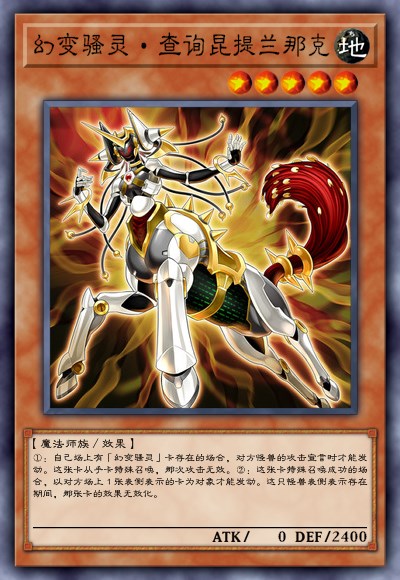 幻变骚灵·查询昆提兰那克
地
【魔法师族/效果】
①：自己场上有「幻变骚灵」卡存在的场合，对方怪兽的攻击宣言时才能发
动。这张卡从手卡特殊召唤，那次攻击无效。②：这张卡特殊召唤成功的场
合，以对方场上1张表侧表示的卡为对象才能发动。这只怪兽表侧表示存在
期间，那张卡的效果无效化。
ATK/ 0 DEF/2400